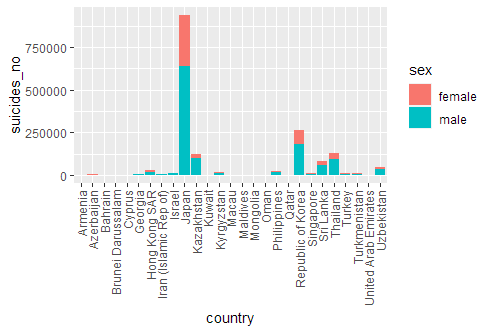 suicides_no
750000
500000
250000
0
Armenia
Azerbaijan
Bahrain
Brunei Darussalam
Cyprus
Georgia
Hong Kong SAR
Iran (Islamic Rep of)
Israel
Japan
Kazakhstan
Kuwait
Kyrgyzstan
Macau
Maldives
Mongolia
Oman
Philippines
Qatar
Republic of Korea
Singapore
Sri Lanka
Thailand
Turkey
Turkmenistan
United Arab Emirates
Uzbekistan
country
sex
female
male